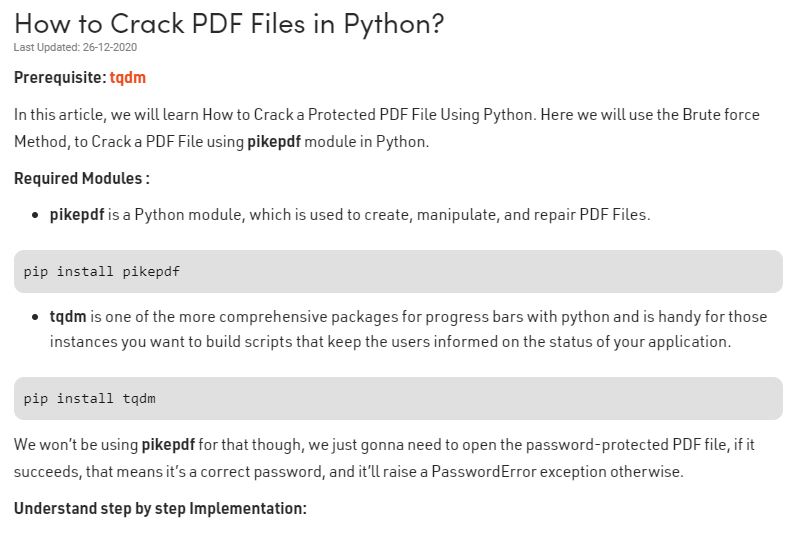 How to Crack PDF Files in Python?
Last Updated: 26-12-2020
Prerequisite: tqdm
In this article, we will learn How to Crack a Protected PDF File Using Python. Here we will use the Brute force
Method, to Crack a PDF File using pikepdf module in Python.
Required Modules :
• pikepdf is a Python module, which is used to create, manipulate, and repair PDF Files.
pip install pikepdf
• tqdm is one of the more comprehensive packages for progress bars with python and is handy for those
instances you want to build scripts that keep the users informed on the status of your application.
pip install tqdm
We won't be using pikepdf for that though, we just gonna need to open the password-protected PDF file, if it
succeeds, that means it's a correct password, and it'll raise a PasswordError exception otherwise.
Understand step by step Implementation: